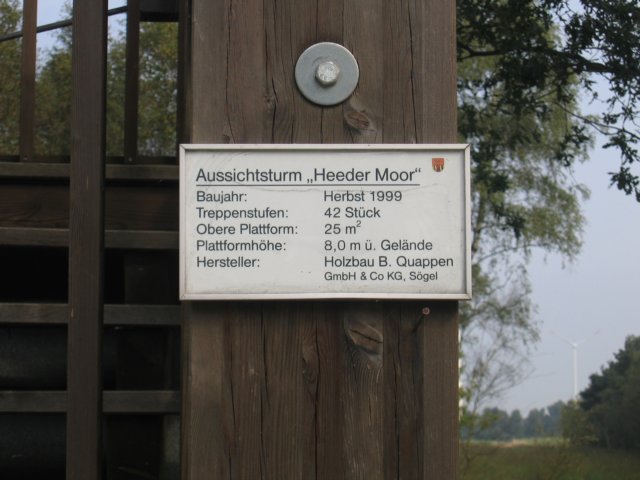 Aussichtsturm „Heeder Moor“
Baujahr: Herbst 1999
Treppenstufen: 42 Stück
Obere Plattform: 25 m²
Plattformhöhe: 8,0 m ü. Gelände
Hersteller: Holzbau B. Quappen
GmbH & Co KG, Sögel